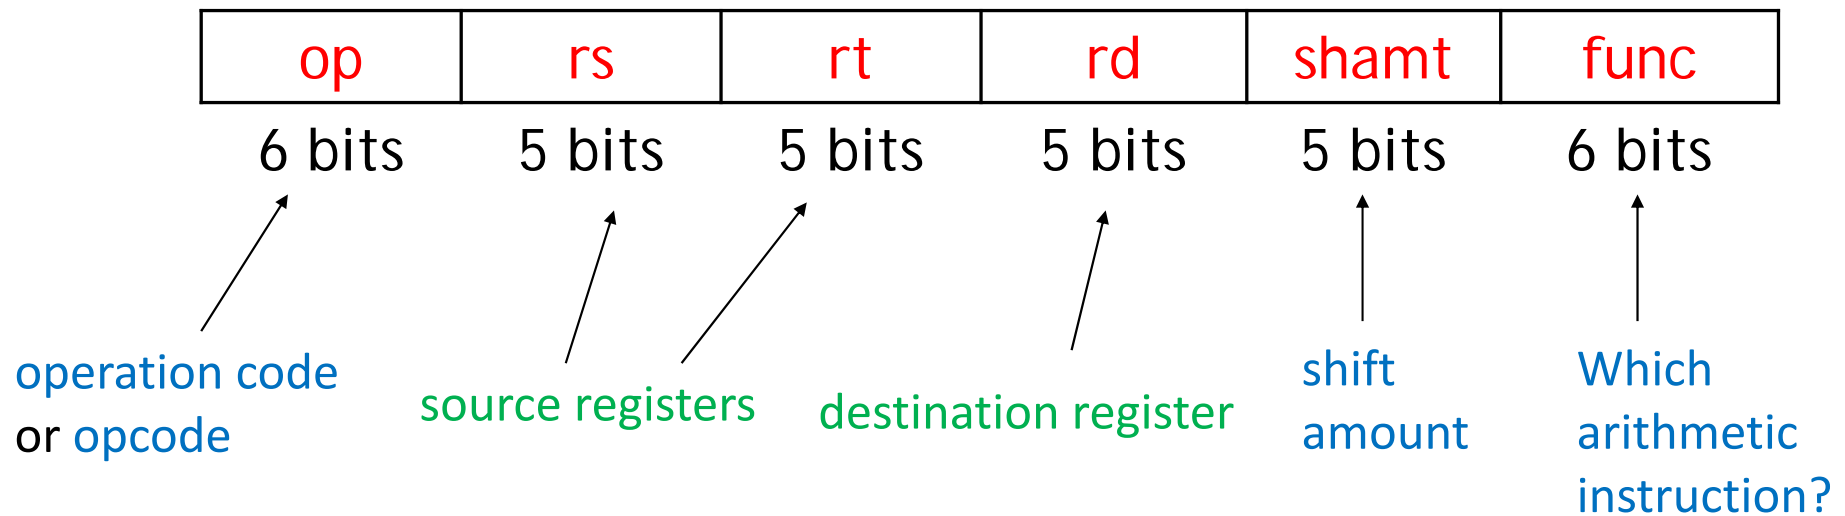 op rs rt rd shamt func
6 bits 5 bits 5 bits 5 bits 5 bits 6 bits
operation code
or opcode
source registers
destination register
shift
amount
Which
arithmetic
instruction?